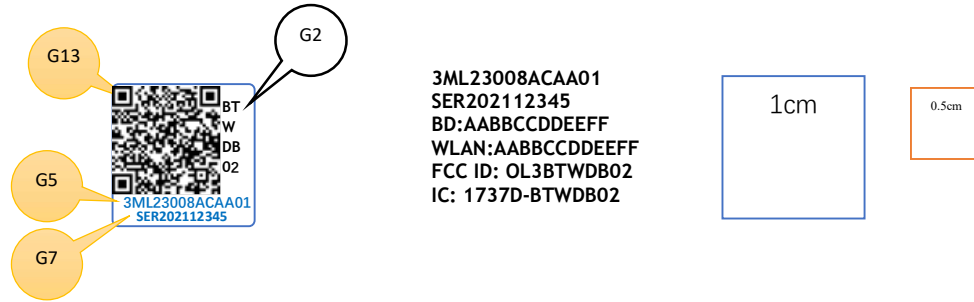 G13
G2
BT
W
DB
02
G5
3ML23008ACAA01
SER202112345
G7
3ML23008ACAA01
SER202112345
BD:AABBCCDDEEFF
WLAN:AABBCCDDEEFF
FCC ID: OL3BTWDB02
IC: 1737D-BTWDB02
1cm
0.5cm